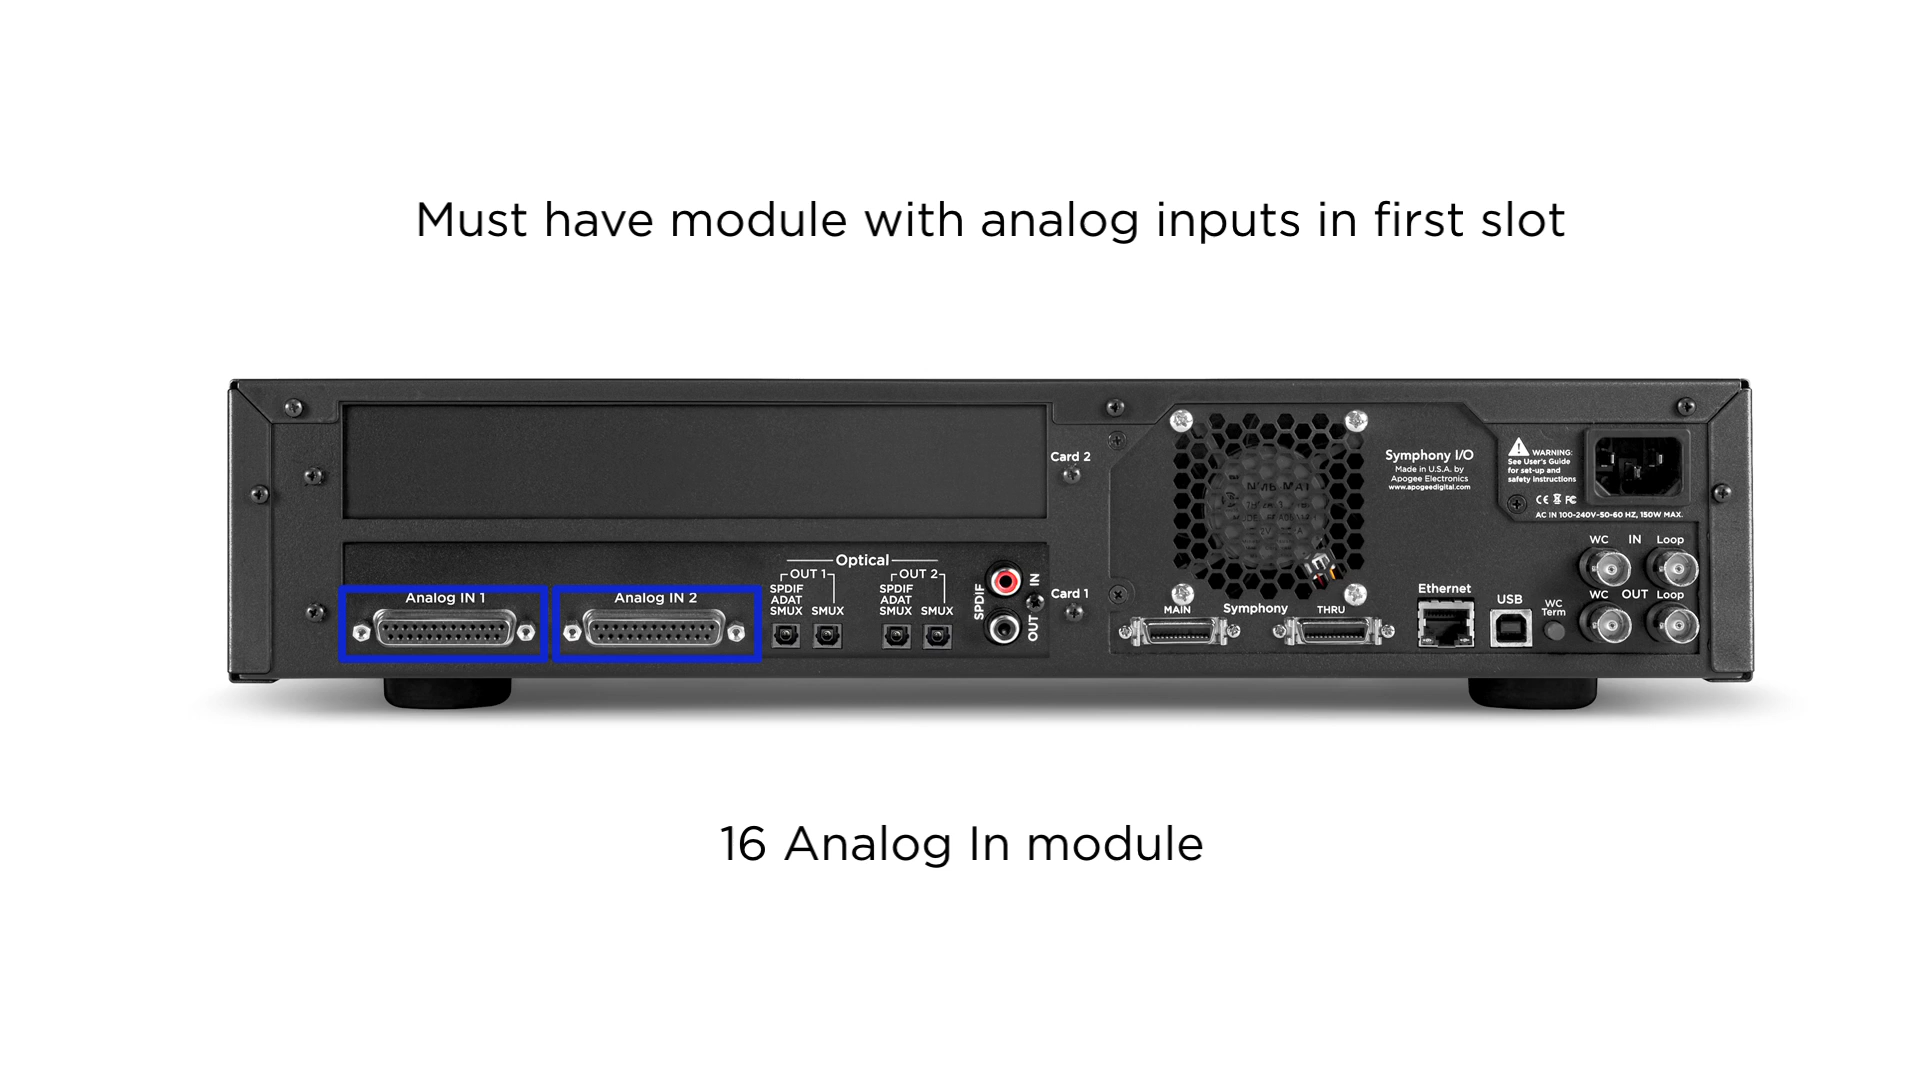 Must have module with analog inputs in first slot
Card 2
Symphony I/O
Made in U.S.A. by
Apogee Electronics
www.apogeedigital.com
WARNING:
See User's Guide
for set-up and
safety instructions
CE FC
AC IN 100-240V-50-60 HZ, 150W MAX.
WC IN Loop
WC OUT Loop
Optical
OUT 1
SPDIF
ADAT
SMUX SMUX
OUT 2
SPDIF
ADAT
SMUX SMUX
SPDIF
IN
OUT
Card 1
Analog IN 1
Analog IN 2
MAIN Symphony THRU
Ethernet
USB
WC
Term
16 Analog In module